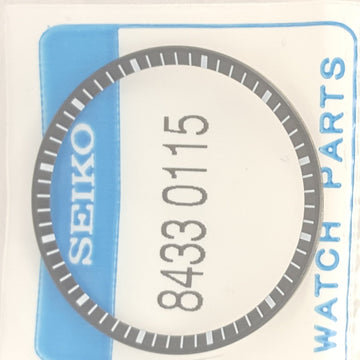 SEIKO
8433 0115
WATCH PARTS